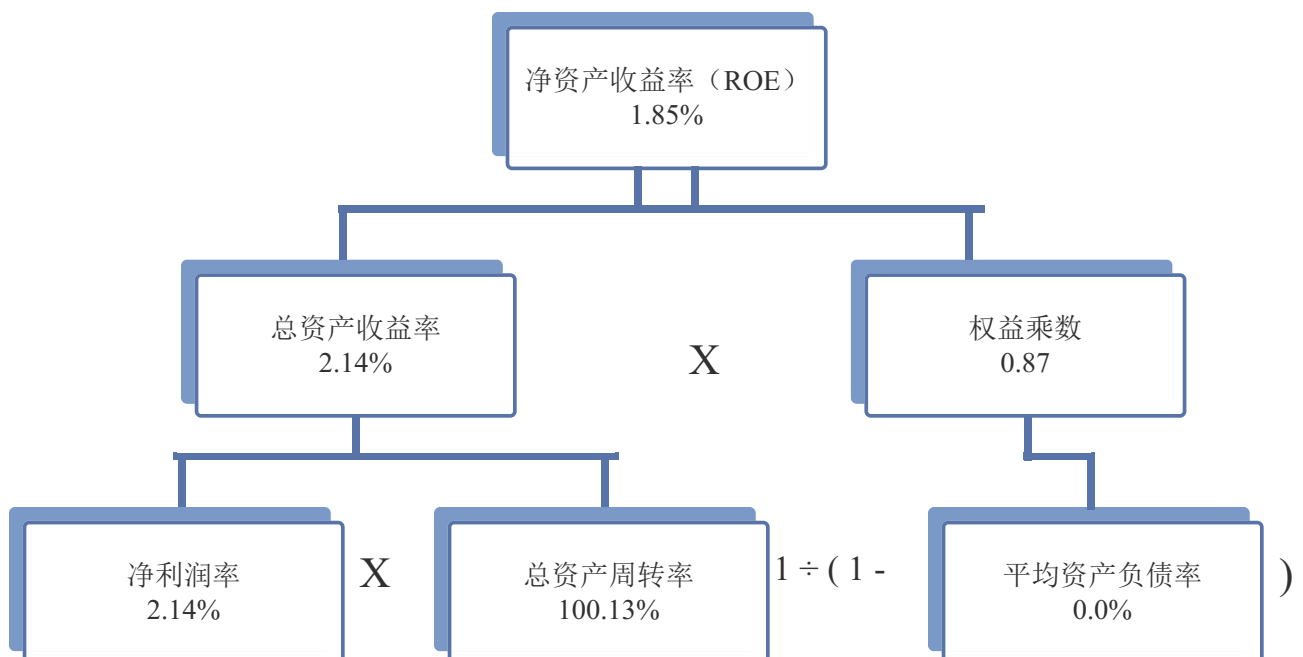 净资产收益率（ROE）
1.85%
总资产收益率
2.14%
X
权益乘数
0.87
净利润率
2.14%
X
总资产周转率
100.13%
1 ÷ ( 1 -
平均资产负债率
0.0%
)